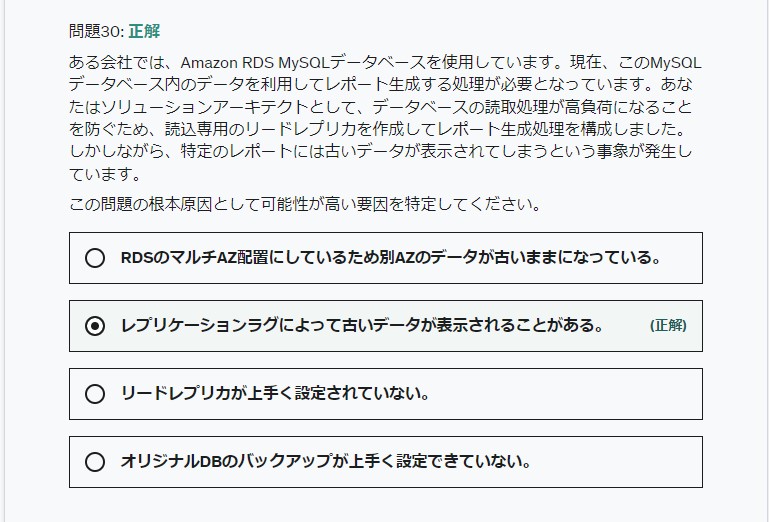 問題30: 正解
ある会社では、Amazon RDS MySQLデータベースを使用しています。現在、このMySQL
データベース内のデータを利用してレポート生成する処理が必要となっています。あな
たはソリューションアーキテクトとして、データベースの読取処理が高負荷になること
を防ぐため、読込専用のリードレプリカを作成してレポート生成処理を構成しました。
しかしながら、特定のレポートには古いデータが表示されてしまうという事象が発生し
ています。
この問題の根本原因として可能性が高い要因を特定してください。
RDSのマルチAZ配置にしているため別AZのデータが古いままになっている。
レプリケーションラグによって古いデータが表示されることがある。 (正解)
リードレプリカが上手く設定されていない。
オリジナルDBのバックアップが上手く設定できていない。